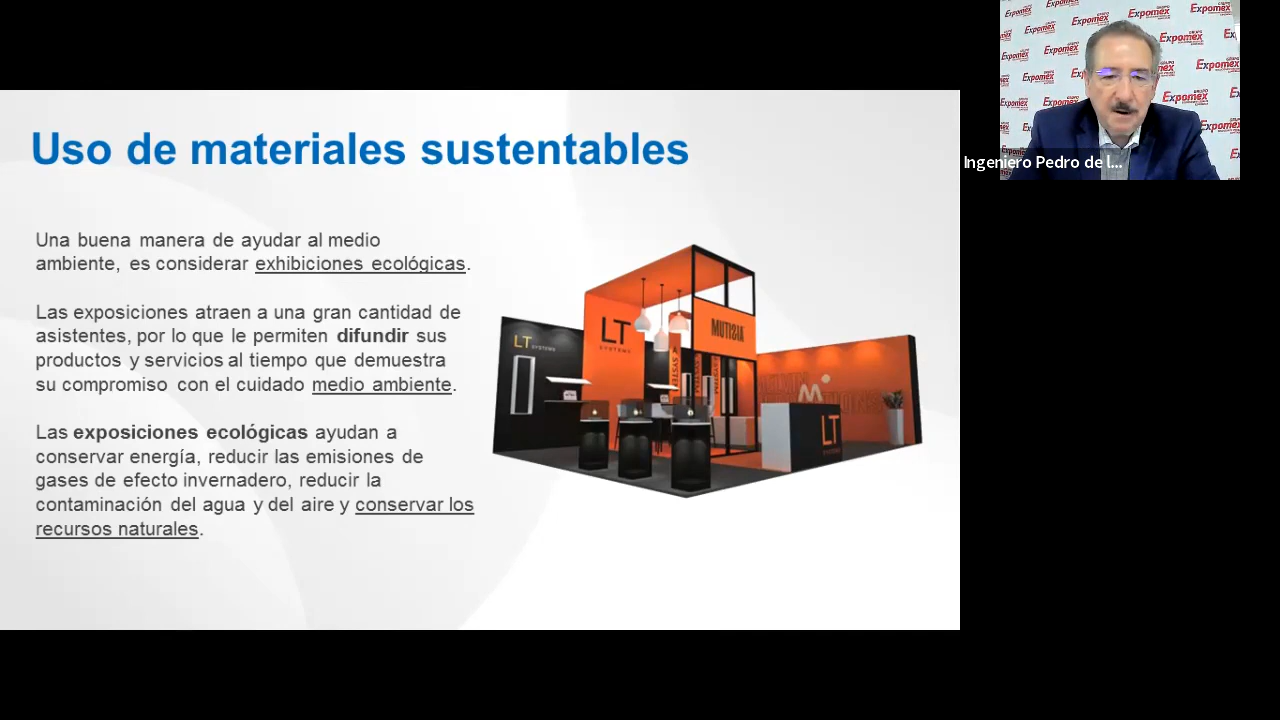 Uso de materiales sustentables
Una buena manera de ayudar al medio
ambiente, es considerar exhibiciones ecológicas.
Las exposiciones atraen a una gran cantidad de
asistentes, por lo que le permiten difundir sus
productos y servicios al tiempo que demuestra
su compromiso con el cuidado medio ambiente.
Las exposiciones ecológicas ayudan a
conservar energía, reducir las emisiones de
gases de efecto invernadero, reducir la
contaminación del agua y del aire y conservar los
recursos naturales.
LT
SYSTEMS
LT
SYSTEMS
MUTISIA
LT
SYSTEMS
GRUPO
Expomex
Ingeniero Pedro de l...